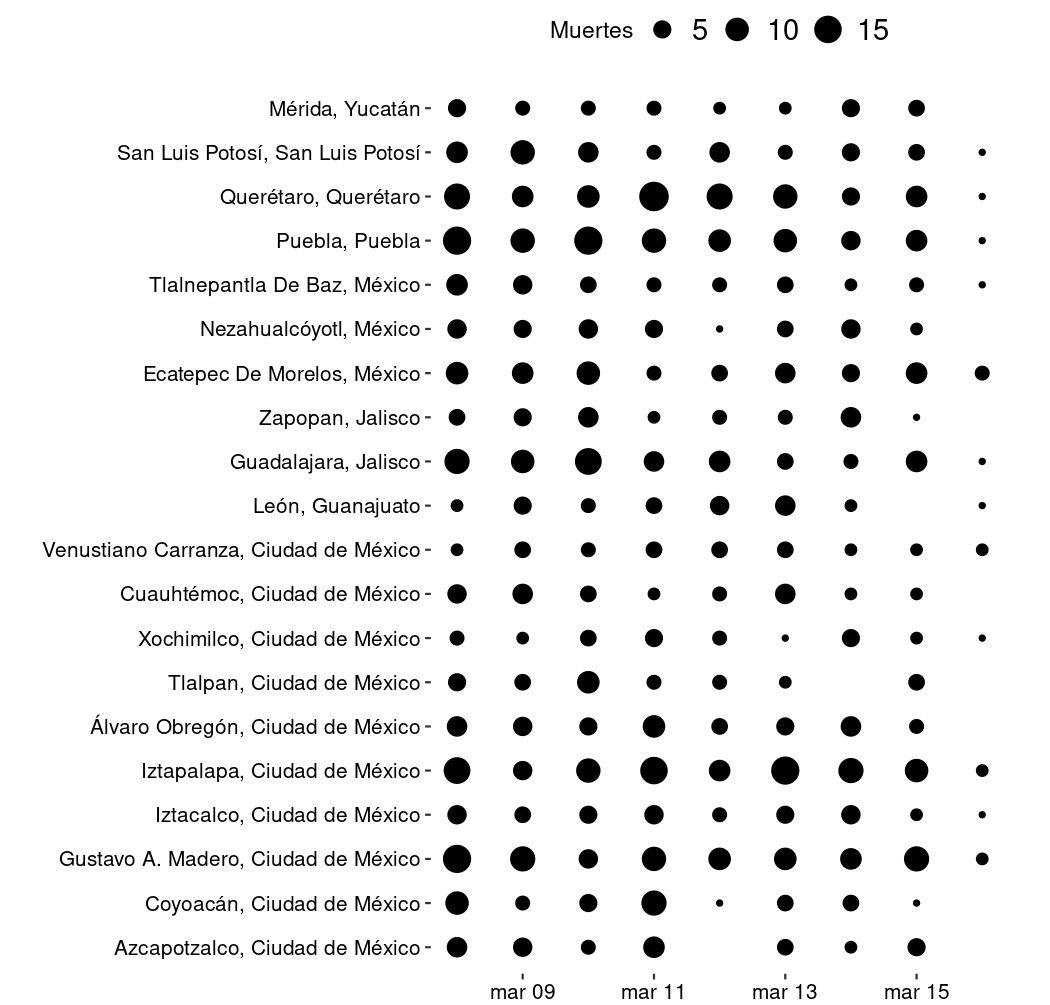 Muertes 5 10 15
Mérida, Yucatán
San Luis Potosí, San Luis Potosí
Querétaro, Querétaro
Puebla, Puebla
Tlalnepantla De Baz, México
Nezahualcóyotl, México
Ecatepec De Morelos, México
Zapopan, Jalisco
Guadalajara, Jalisco
León, Guanajuato
Venustiano Carranza, Ciudad de México
Cuauhtémoc, Ciudad de México
Xochimilco, Ciudad de México
Tlalpan, Ciudad de México
Álvaro Obregón, Ciudad de México
Iztapalapa, Ciudad de México
Iztacalco, Ciudad de México
Gustavo A. Madero, Ciudad de México
Coyoacán, Ciudad de México
Azcapotzalco, Ciudad de México
mar 09 mar 11 mar 13 mar 15